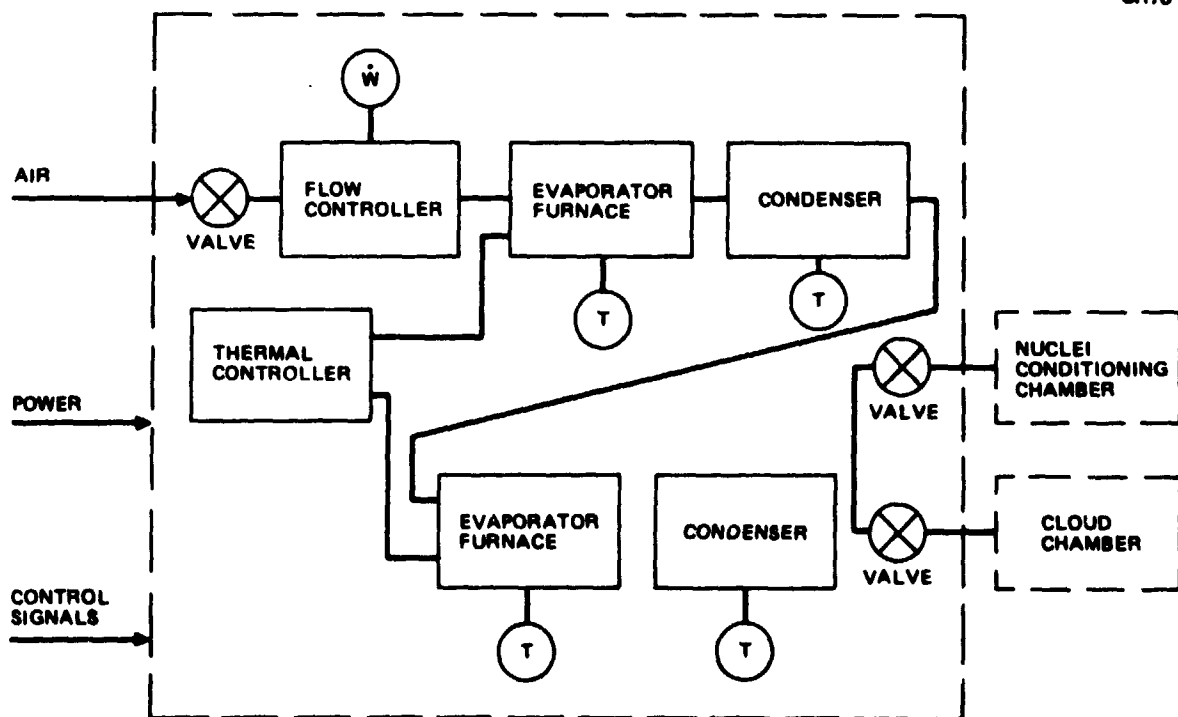 Ẇ
AIR
FLOW
CONTROLLER
EVAPORATOR
FURNACE
CONDENSER
VALVE
T
T
THERMAL
CONTROLLER
NUCLEI
CONDITIONING
CHAMBER
VALVE
POWER
EVAPORATOR
FURNACE
CONDENSER
CLOUD
CHAMBER
VALVE
CONTROL
SIGNALS
T
T